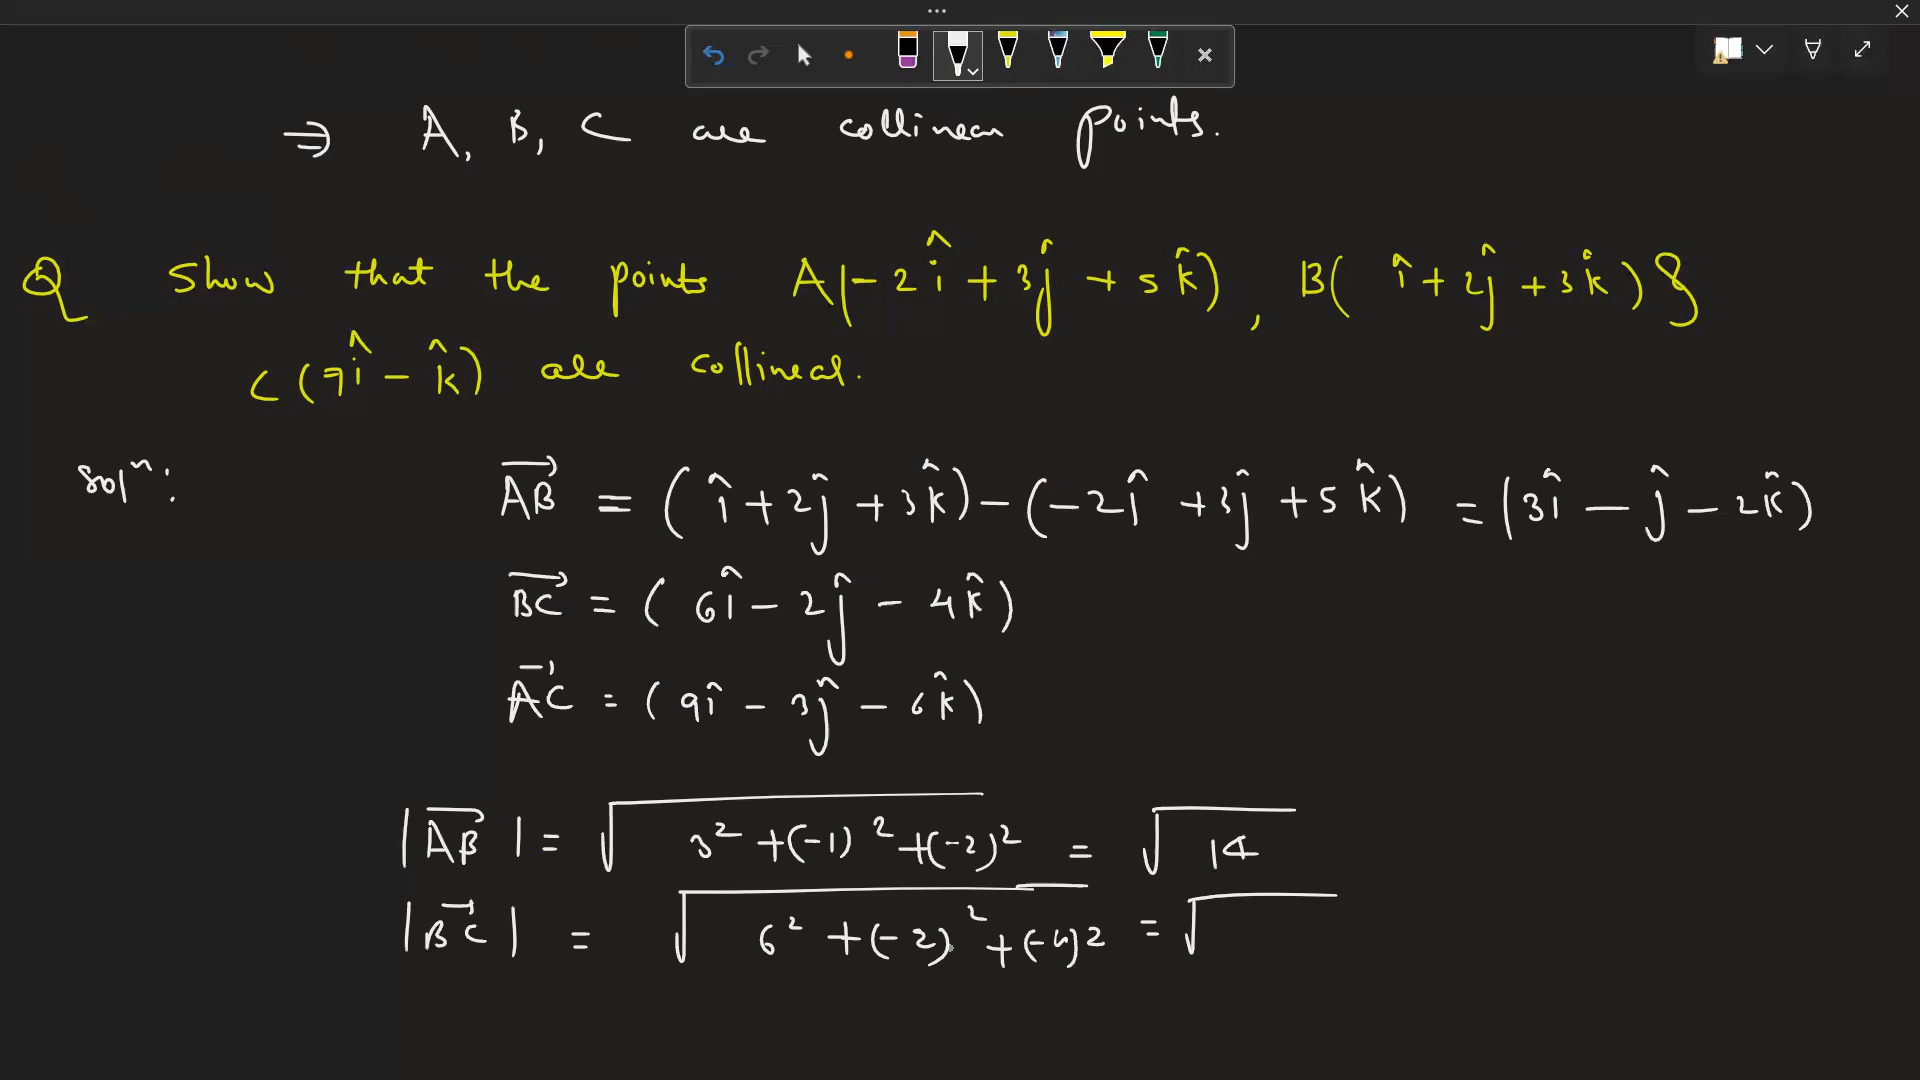 ⇒ A, B, C are collinear points.
Q Show that the points A(-2î + 3ĵ + 5k̂), B( î + 2ĵ + 3k̂) &
C(7î - k̂) are collinear.
Solⁿ: AB⃗ = (î + 2ĵ + 3k̂) - (-2î + 3ĵ + 5k̂) = (3î - ĵ - 2k̂)
BC⃗ = (6î - 2ĵ - 4k̂)
AC⃗ = (9î - 3ĵ - 6k̂)
|AB⃗| = √(3² + (-1)² + (-2)²) = √14
|BC⃗| = √(6² + (-2)² + (-4)²) = √